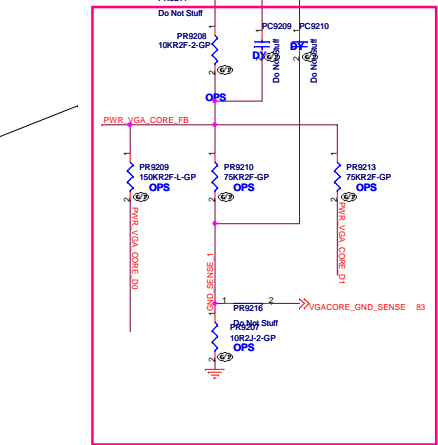 Do Not Stuff
PR9208
10KR2F-2-GP
OPS
PC9209
PC9210
DY
DY
Do Not Stuff
Do Not Stuff
PWR_VGA_CORE_FB
PR9209
150KR2F-L-GP
OPS
PR9210
75KR2F-GP
OPS
PR9213
75KR2F-GP
OPS
PWR_VGA_CORE_D0
PWR_VGA_CORE_D1
GND_SENSE_1
1
2
PR9216
Do Not Stuff
VGACORE_GND_SENSE 83
PR9207
10R2J-2-GP
OPS